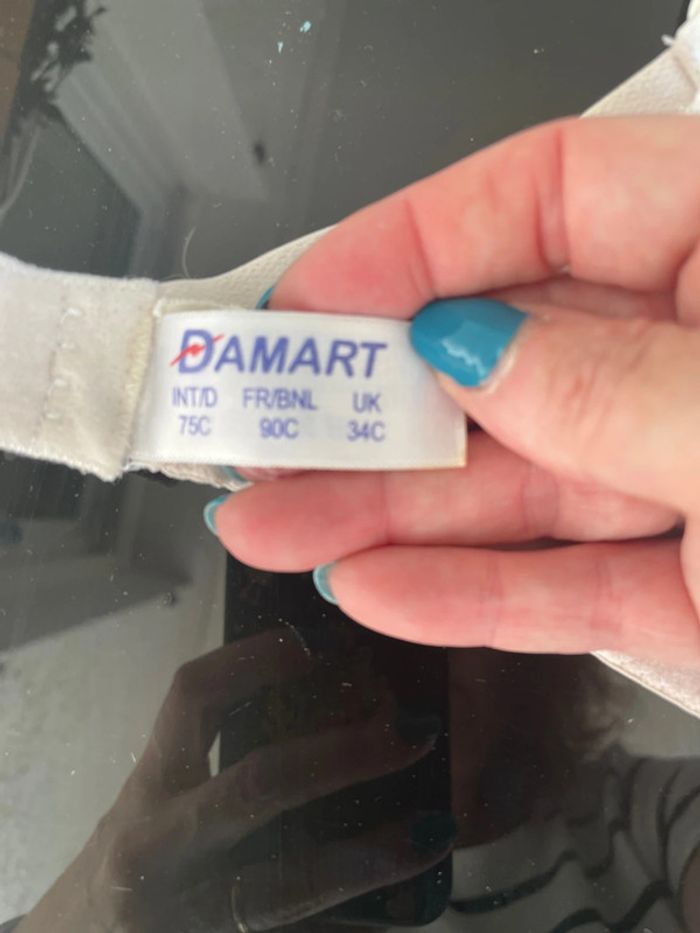 DAMART
INT/D FR/BNL UK
75C 90C 34C